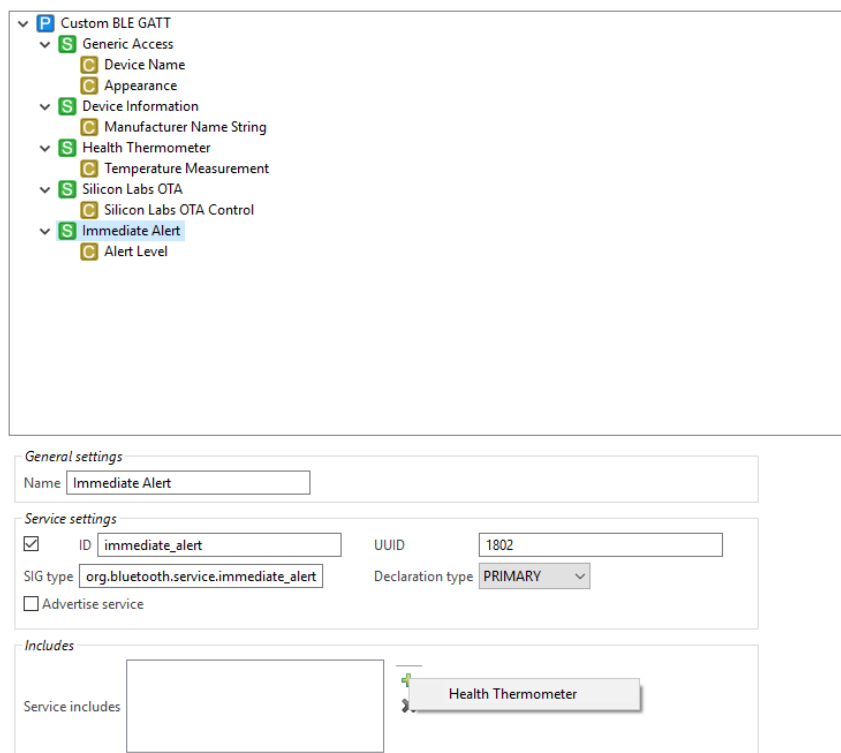 P Custom BLE GATT
S Generic Access
C Device Name
C Appearance
S Device Information
C Manufacturer Name String
S Health Thermometer
C Temperature Measurement
S Silicon Labs OTA
C Silicon Labs OTA Control
S Immediate Alert
C Alert Level
General settings
Name Immediate Alert
Service settings
ID immediate_alert UUID 1802
SIG type org.bluetooth.service.immediate_alert Declaration type PRIMARY
Advertise service
Includes
Health Thermometer
Service includes